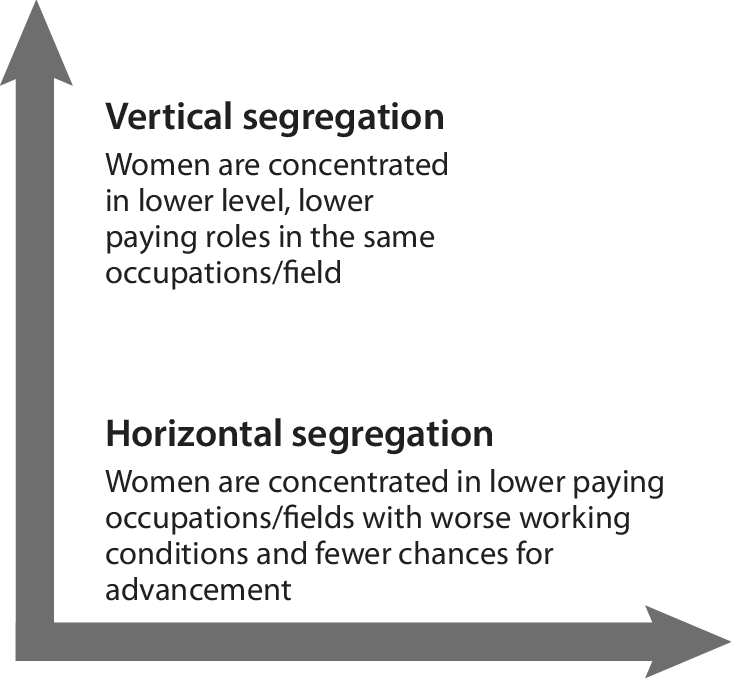 Vertical segregation
Women are concentrated
in lower level, lower
paying roles in the same
occupations/field
Horizontal segregation
Women are concentrated in lower paying
occupations/fields with worse working
conditions and fewer chances for
advancement